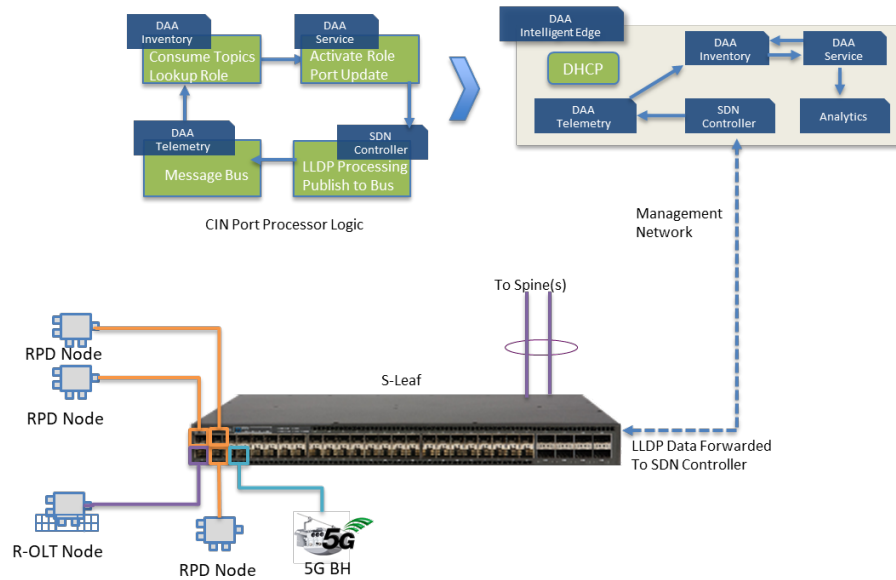 DAA
Inventory
Consume Topics
Lookup Role
DAA
Service
Activate Role
Port Update
DAA
Telemetry
Message Bus
SDN
Controller
LLDP Processing
Publish to Bus
CIN Port Processor Logic
DAA
Intelligent Edge
DHCP
DAA
Inventory
DAA
Service
DAA
Telemetry
SDN
Controller
Analytics
Management
Network
To Spine(s)
RPD Node
RPD Node
S-Leaf
LLDP Data Forwarded
To SDN Controller
R-OLT Node
RPD Node
5G
5G BH